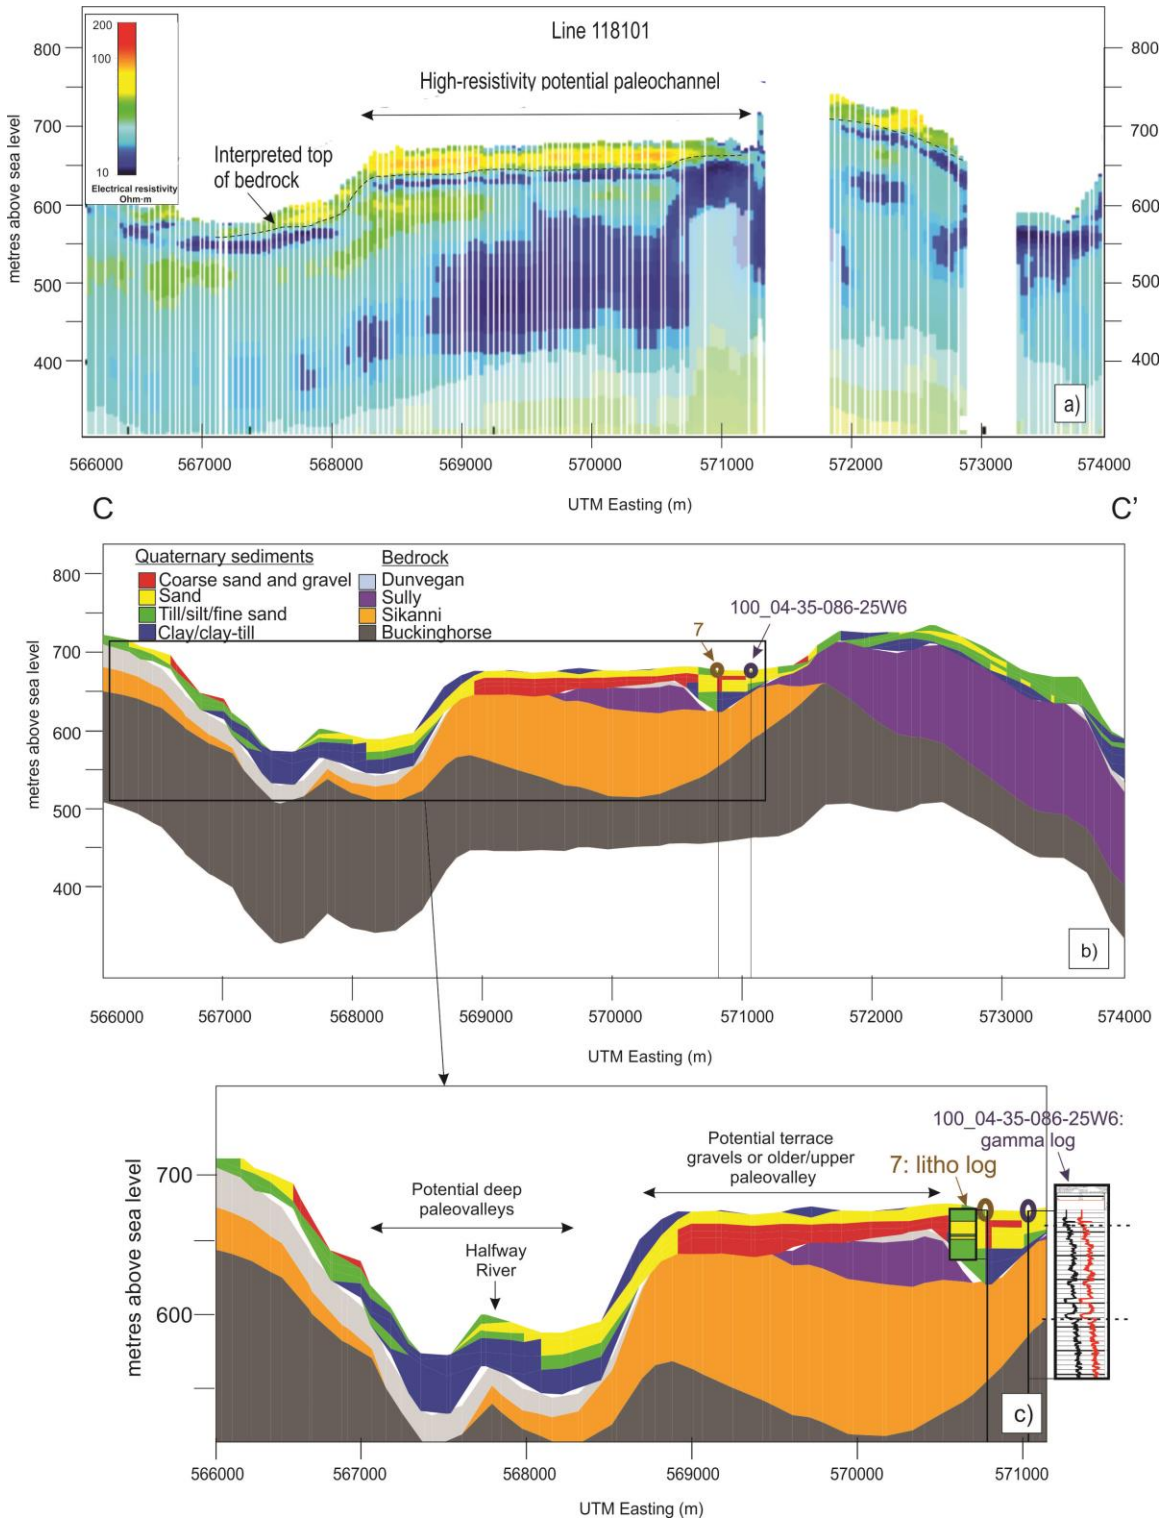 Line 118101
200
100
10
Electrical resistivity
Ohm-m
High-resistivity potential paleochannel
Interpreted top
of bedrock
metres above sea level
800
700
600
500
400
800
700
600
500
400
a)
566000 567000 568000 569000 570000 571000 572000 573000 574000
UTM Easting (m)
C C'
Quaternary sediments
Coarse sand and gravel
Sand
Till/silt/fine sand
Clay/clay-till
Bedrock
Dunvegan
Sully
Sikanni
Buckinghorse
100_04-35-086-25W6
7
metres above sea level
800
700
600
500
400
b)
566000 567000 568000 569000 570000 571000 572000 573000 574000
UTM Easting (m)
100_04-35-086-25W6:
gamma log
Potential terrace
gravels or older/upper
paleovalley
7: litho log
Potential deep
paleovalleys
Halfway
River
metres above sea level
700
600
c)
566000 567000 568000 569000 570000 571000
UTM Easting (m)